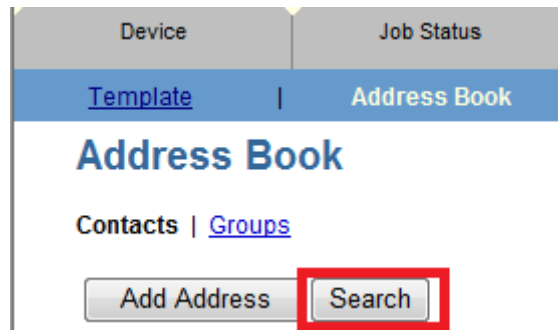 Device Job Status
Template | Address Book
Address Book
Contacts | Groups
Add Address Search